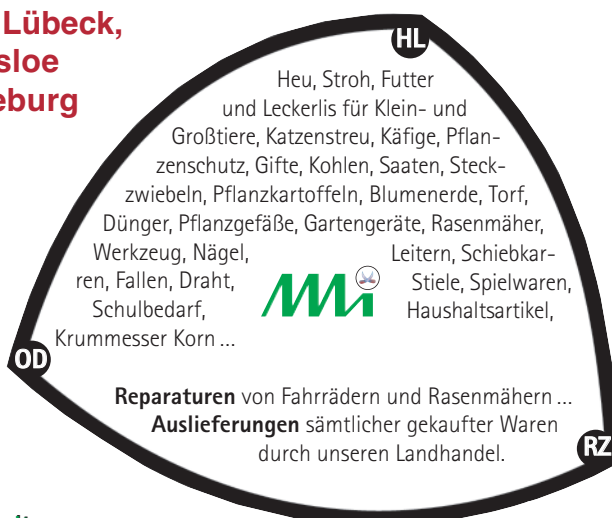 Lübeck,
sloe
eburg
HL
Heu, Stroh, Futter
und Leckerlis für Klein- und
Großtiere, Katzenstreu, Käfige, Pflan-
zenschutz, Gifte, Kohlen, Saaten, Steck-
zwiebeln, Pflanzkartoffeln, Blumenerde, Torf,
Dünger, Pflanzgefäße, Gartengeräte, Rasenmäher,
Werkzeug, Nägel, Leitern, Schiebkar-
ren, Fallen, Draht, Stiele, Spielwaren,
Schulbedarf, Haushaltsartikel,
Krummesser Korn ...
OD
Reparaturen von Fahrrädern und Rasenmähern ...
Auslieferungen sämtlicher gekaufter Waren
durch unseren Landhandel.
RZ